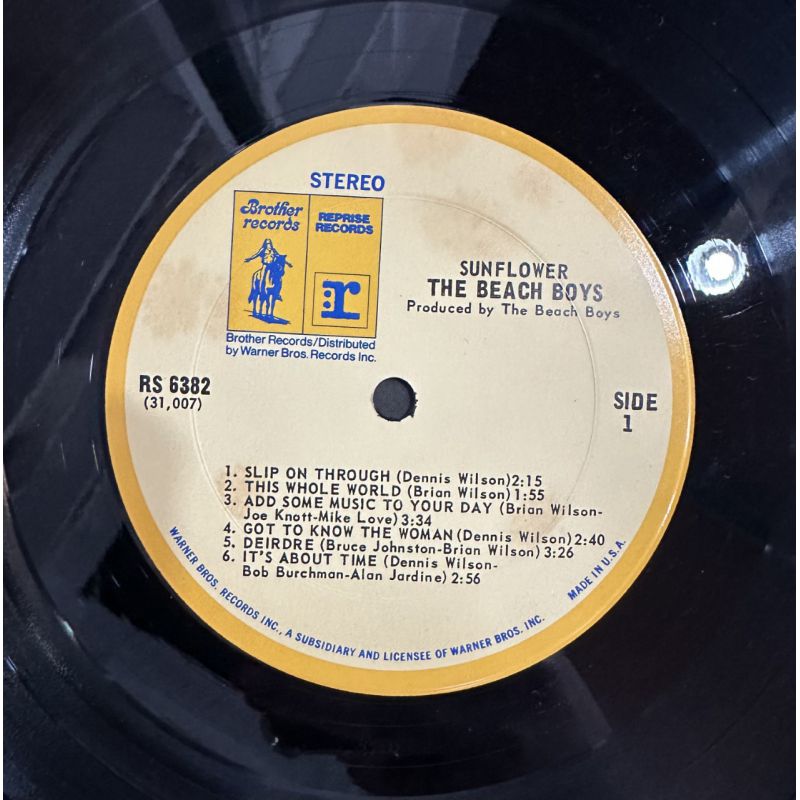 STEREO
Brother
records
REPRISE
RECORDS
:r
Brother Records/Distributed
by Warner Bros. Records Inc.
SUNFLOWER
THE BEACH BOYS
Produced by The Beach Boys
RS 6382
(31,007)
SIDE
1
1. SLIP ON THROUGH (Dennis Wilson)2:15
2. THIS WHOLE WORLD (Brian Wilson) 1:55
3. ADD SOME MUSIC TO YOUR DAY (Brian Wilson-
Joe Knott-Mike Love) 3:34
4. GOT TO KNOW THE WOMAN (Dennis Wilson) 2:40
5. DEIRDRE (Bruce Johnston-Brian Wilson) 3:26
6. IT'S ABOUT TIME (Dennis Wilson-
Bob Burchman-Alan Jardine) 2:56
WARNER BROS. RECORDS INC., A SUBSIDIARY AND LICENSEE OF WARNER BROS. INC.
MADE IN U.S.A.